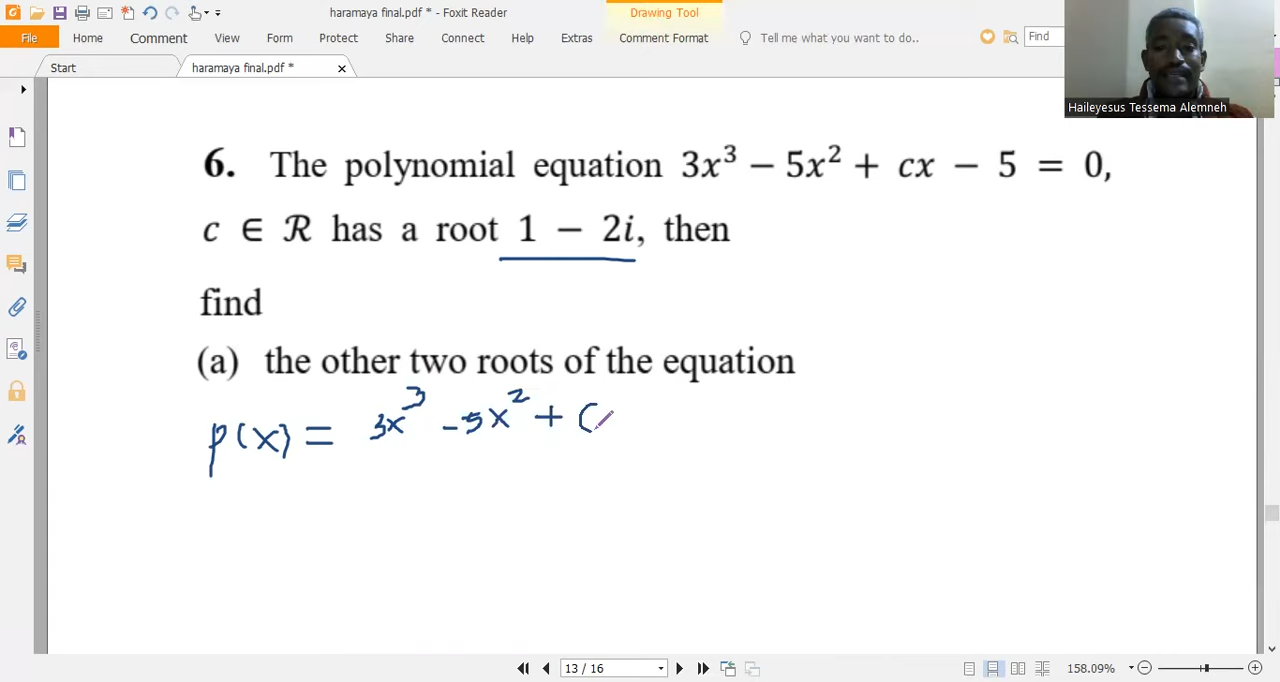 haramaya final.pdf * - Foxit Reader
Drawing Tool
File Home Comment View Form Protect Share Connect Help Extras Comment Format Tell me what you want to do.. Find
Start haramaya final.pdf *
Haileyesus Tessema Alemneh
6. The polynomial equation 3x³ − 5x² + cx − 5 = 0,
c ∈ ℛ has a root 1 − 2i, then
find
(a) the other two roots of the equation
p(x) = 3x³ - 5x² + C
13 / 16
158.09%